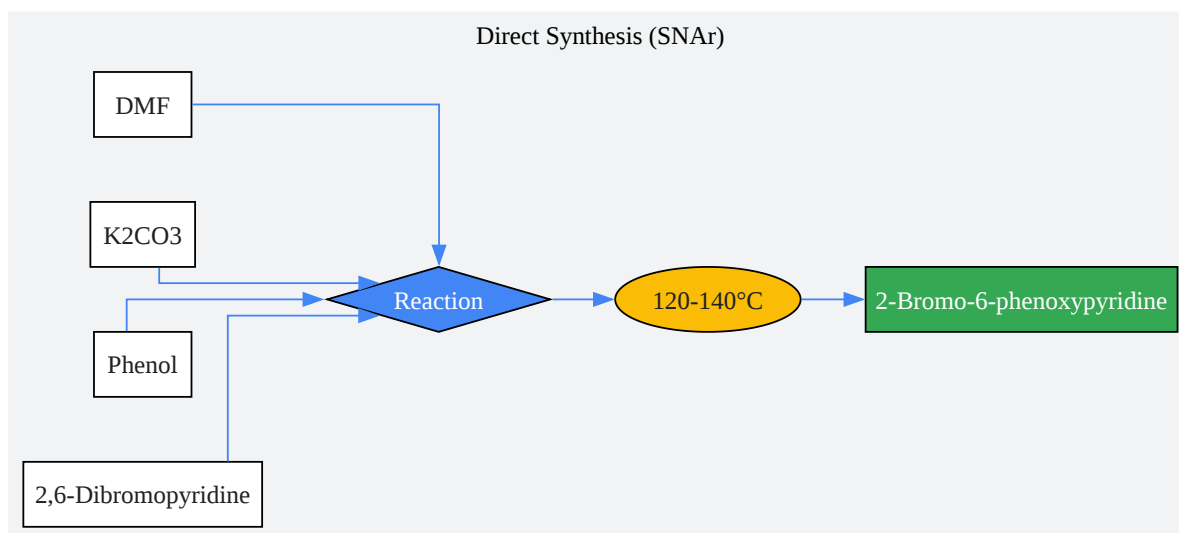 Direct Synthesis (SNAr)
DMF
K2CO3
Reaction
120-140°C
2-Bromo-6-phenoxypyridine
Phenol
2,6-Dibromopyridine